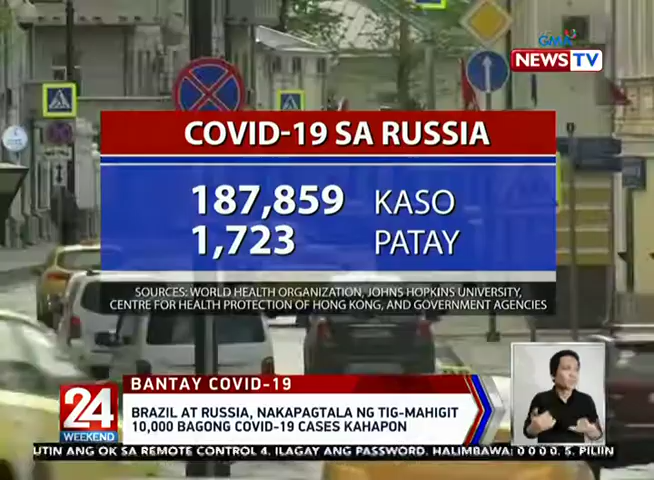 GMA
NEWS TV
COVID-19 SA RUSSIA
187,859 KASO
1,723 PATAY
SOURCES: WORLD HEALTH ORGANIZATION, JOHNS HOPKINS UNIVERSITY,
CENTRE FOR HEALTH PROTECTION OF HONG KONG, AND GOVERNMENT AGENCIES
BANTAY COVID-19
24
WEEKEND
BRAZIL AT RUSSIA, NAKAPAGTALA NG TIG-MAHIGIT
10,000 BAGONG COVID-19 CASES KAHAPON
UTIN ANG OK SA REMOTE CONTROL 4. ILAGAY ANG PASSWORD. HALIMBAWA: 0 0 0 0. 5. PILIIN